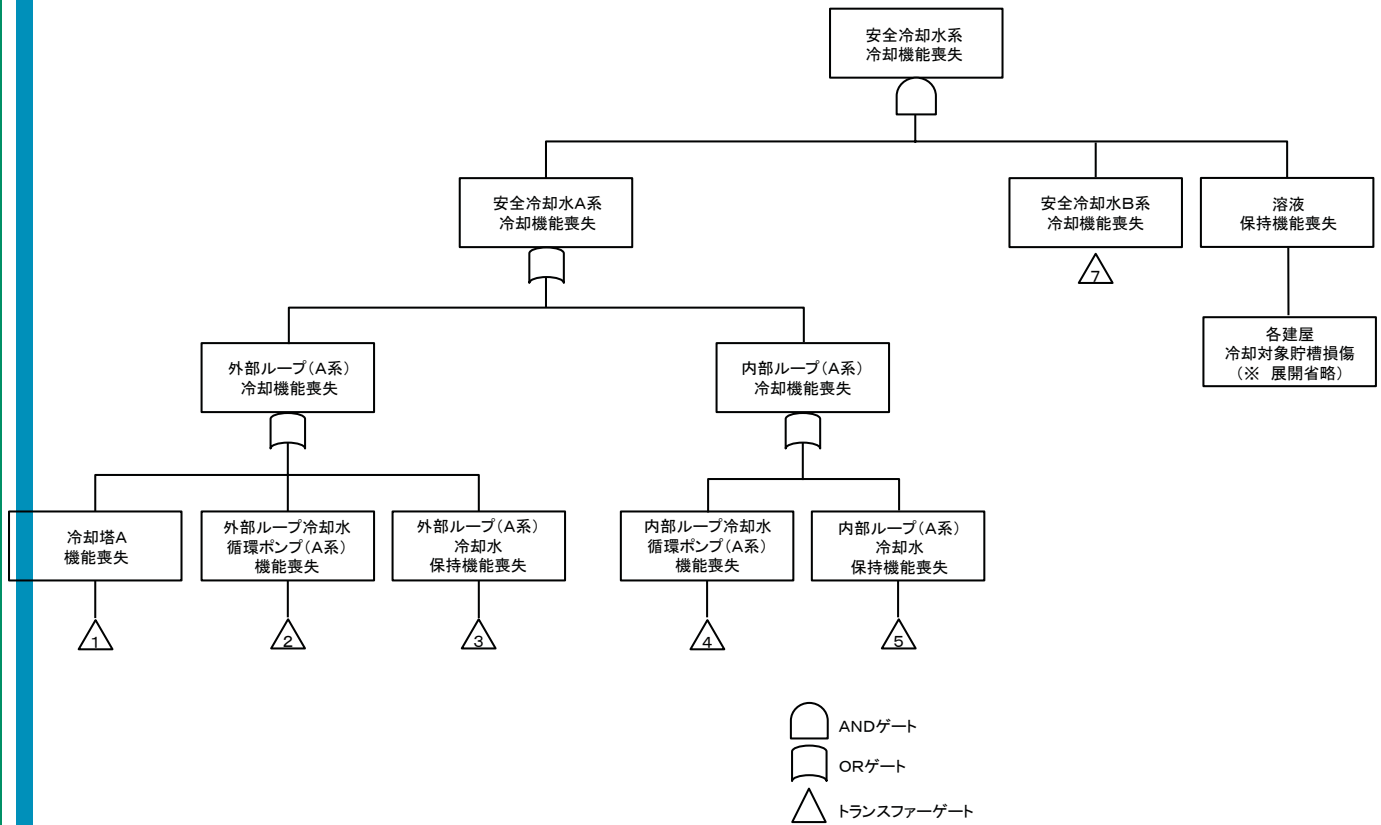 安全冷却水系
冷却機能喪失
安全冷却水A系
冷却機能喪失
安全冷却水B系
冷却機能喪失
溶液
保持機能喪失
7
外部ループ(A系)
冷却機能喪失
内部ループ(A系)
冷却機能喪失
各建屋
冷却対象貯槽損傷
(※ 展開省略)
冷却塔A
機能喪失
外部ループ冷却水
循環ポンプ(A系)
機能喪失
外部ループ(A系)
冷却水
保持機能喪失
内部ループ冷却水
循環ポンプ(A系)
機能喪失
内部ループ(A系)
冷却水
保持機能喪失
1
2
3
4
5
ANDゲート
ORゲート
トランスファーゲート